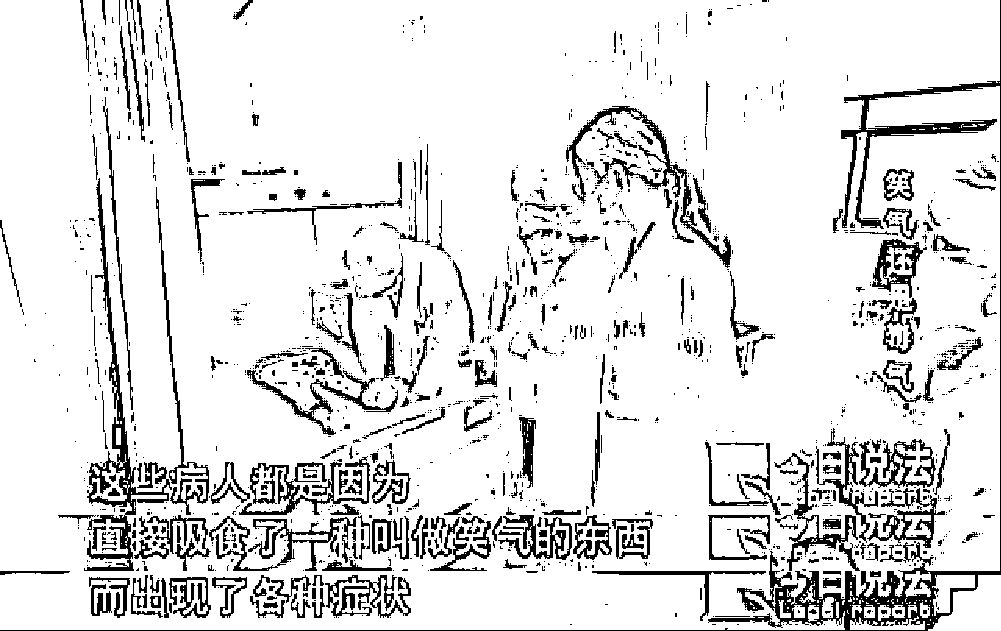 笑气还是毒气
这些病人都是因为
直接吸食了一种叫做笑气的东西
而出现了各种症状
今日说法
Legal report
今日说法
Legal report
今日说法
Legal report